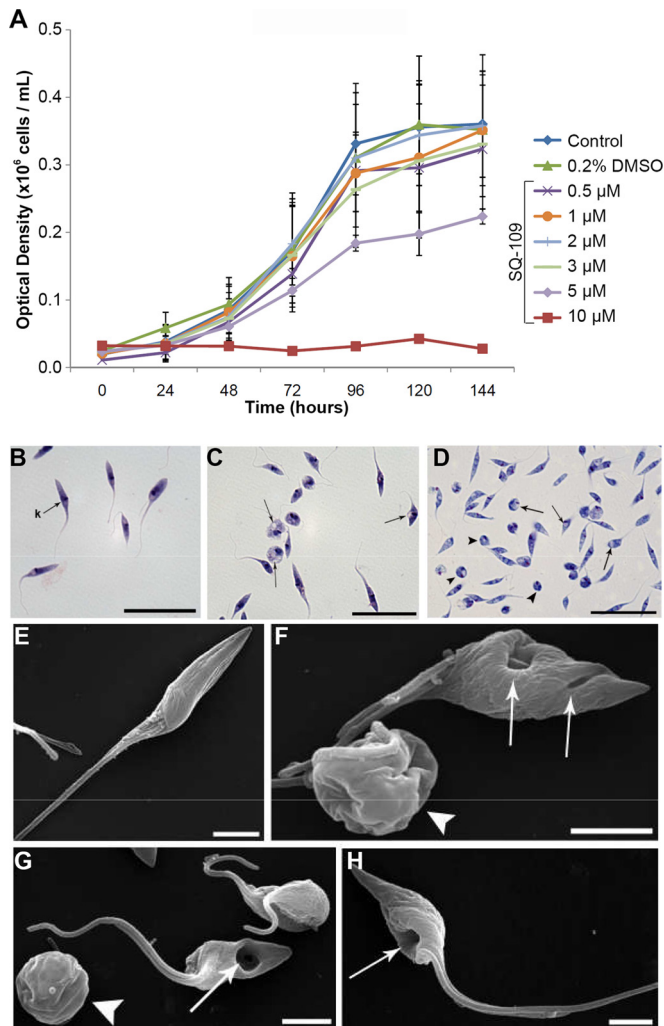 A
0.5
0.4
0.3
0.2
0.1
0.0
Optical Density (x10⁶ cells / mL)
0 24 48 72 96 120 144
Time (hours)
Control
0.2% DMSO
0.5 µM
1 µM
2 µM
3 µM
5 µM
10 µM
SQ-109
B
k
C
D
E
F
G
H